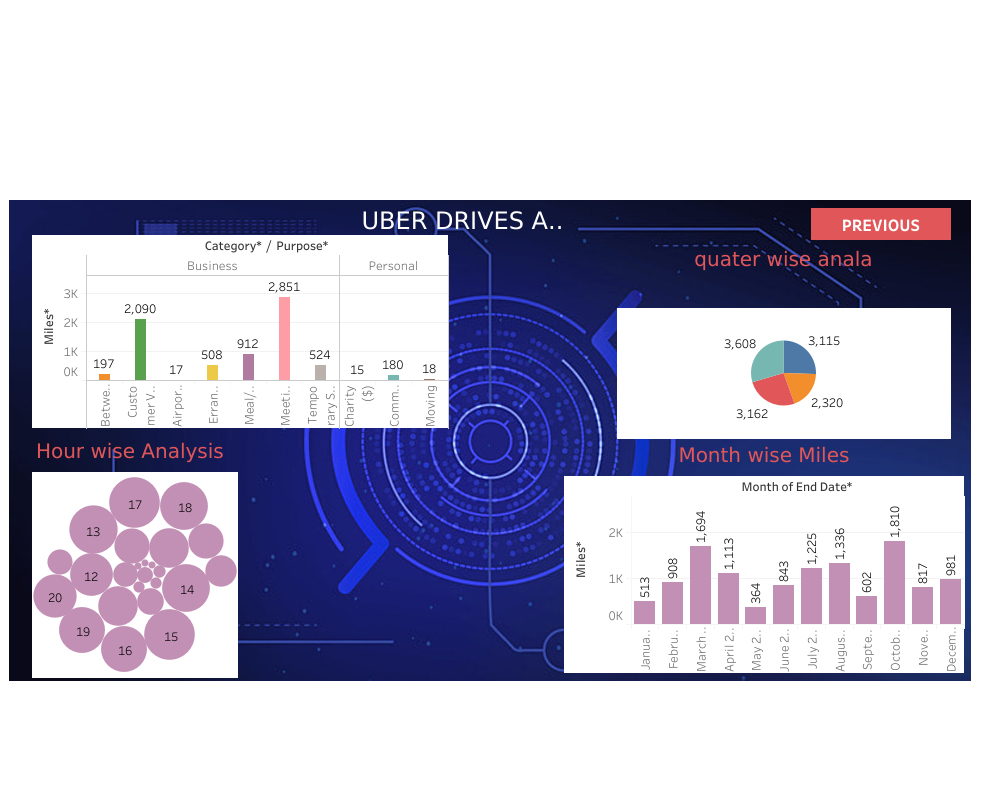 UBER DRIVES A..
PREVIOUS
Category* / Purpose*
Business
Personal
Miles*
3K
2K
1K
0K
197
2,090
17
508
912
2,851
524
15
180
18
Betwe..
Custo
mer V..
Airpor..
Erran..
Meal/..
Meeti..
Tempo
rary S..
Charity
($)
Comm..
Moving
quater wise anala
3,608
3,115
3,162
2,320
Hour wise Analysis
17
18
13
12
14
20
19
15
16
Month wise Miles
Month of End Date*
Miles*
2K
1K
0K
513
908
1,694
1,113
364
843
1,225
1,336
602
1,810
817
981
Janua..
Febru..
March ..
April 2..
May 2..
June 2..
July 2..
Augus..
Septe..
Octob..
Nove..
Decem..